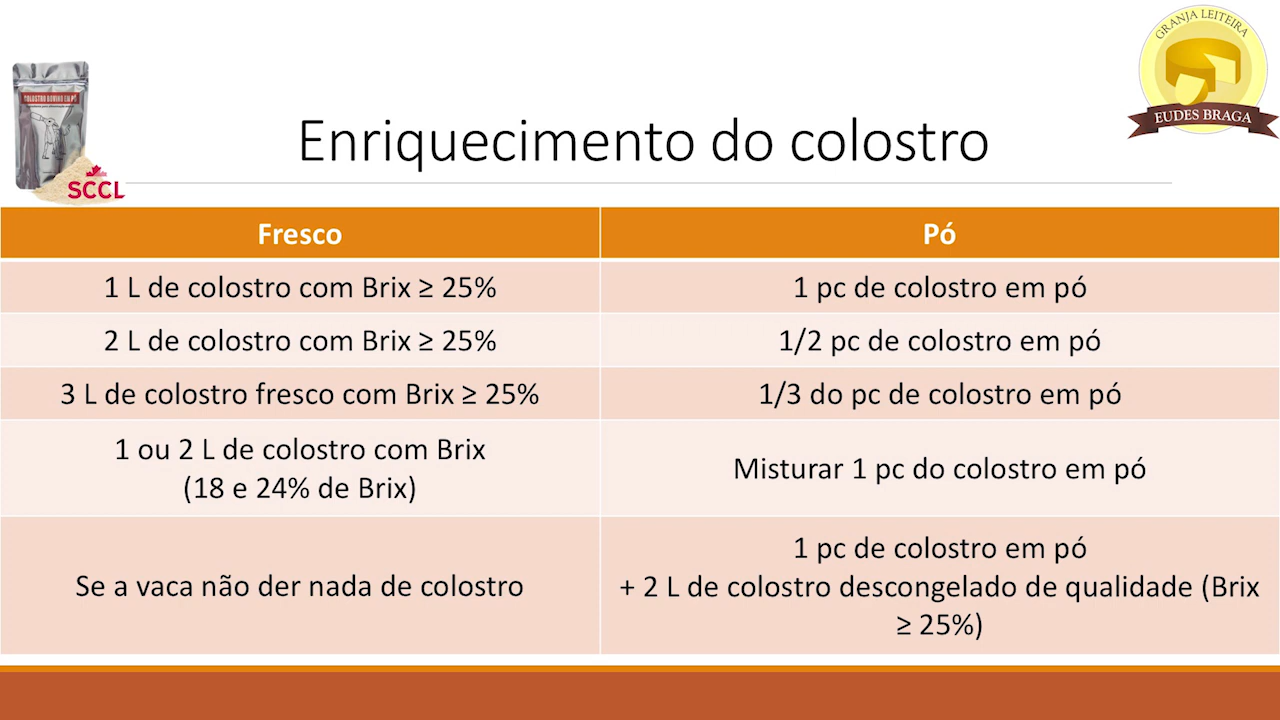 GRANJA LEITEIRA
EUDES BRAGA
COLOSTRO BOVINO EM PÓ
SCCL
Enriquecimento do colostro
Fresco
Pó
1 L de colostro com Brix ≥ 25%
1 pc de colostro em pó
2 L de colostro com Brix ≥ 25%
1/2 pc de colostro em pó
3 L de colostro fresco com Brix ≥ 25%
1/3 do pc de colostro em pó
1 ou 2 L de colostro com Brix
(18 e 24% de Brix)
Misturar 1 pc do colostro em pó
Se a vaca não der nada de colostro
1 pc de colostro em pó
+ 2 L de colostro descongelado de qualidade (Brix
≥ 25%)